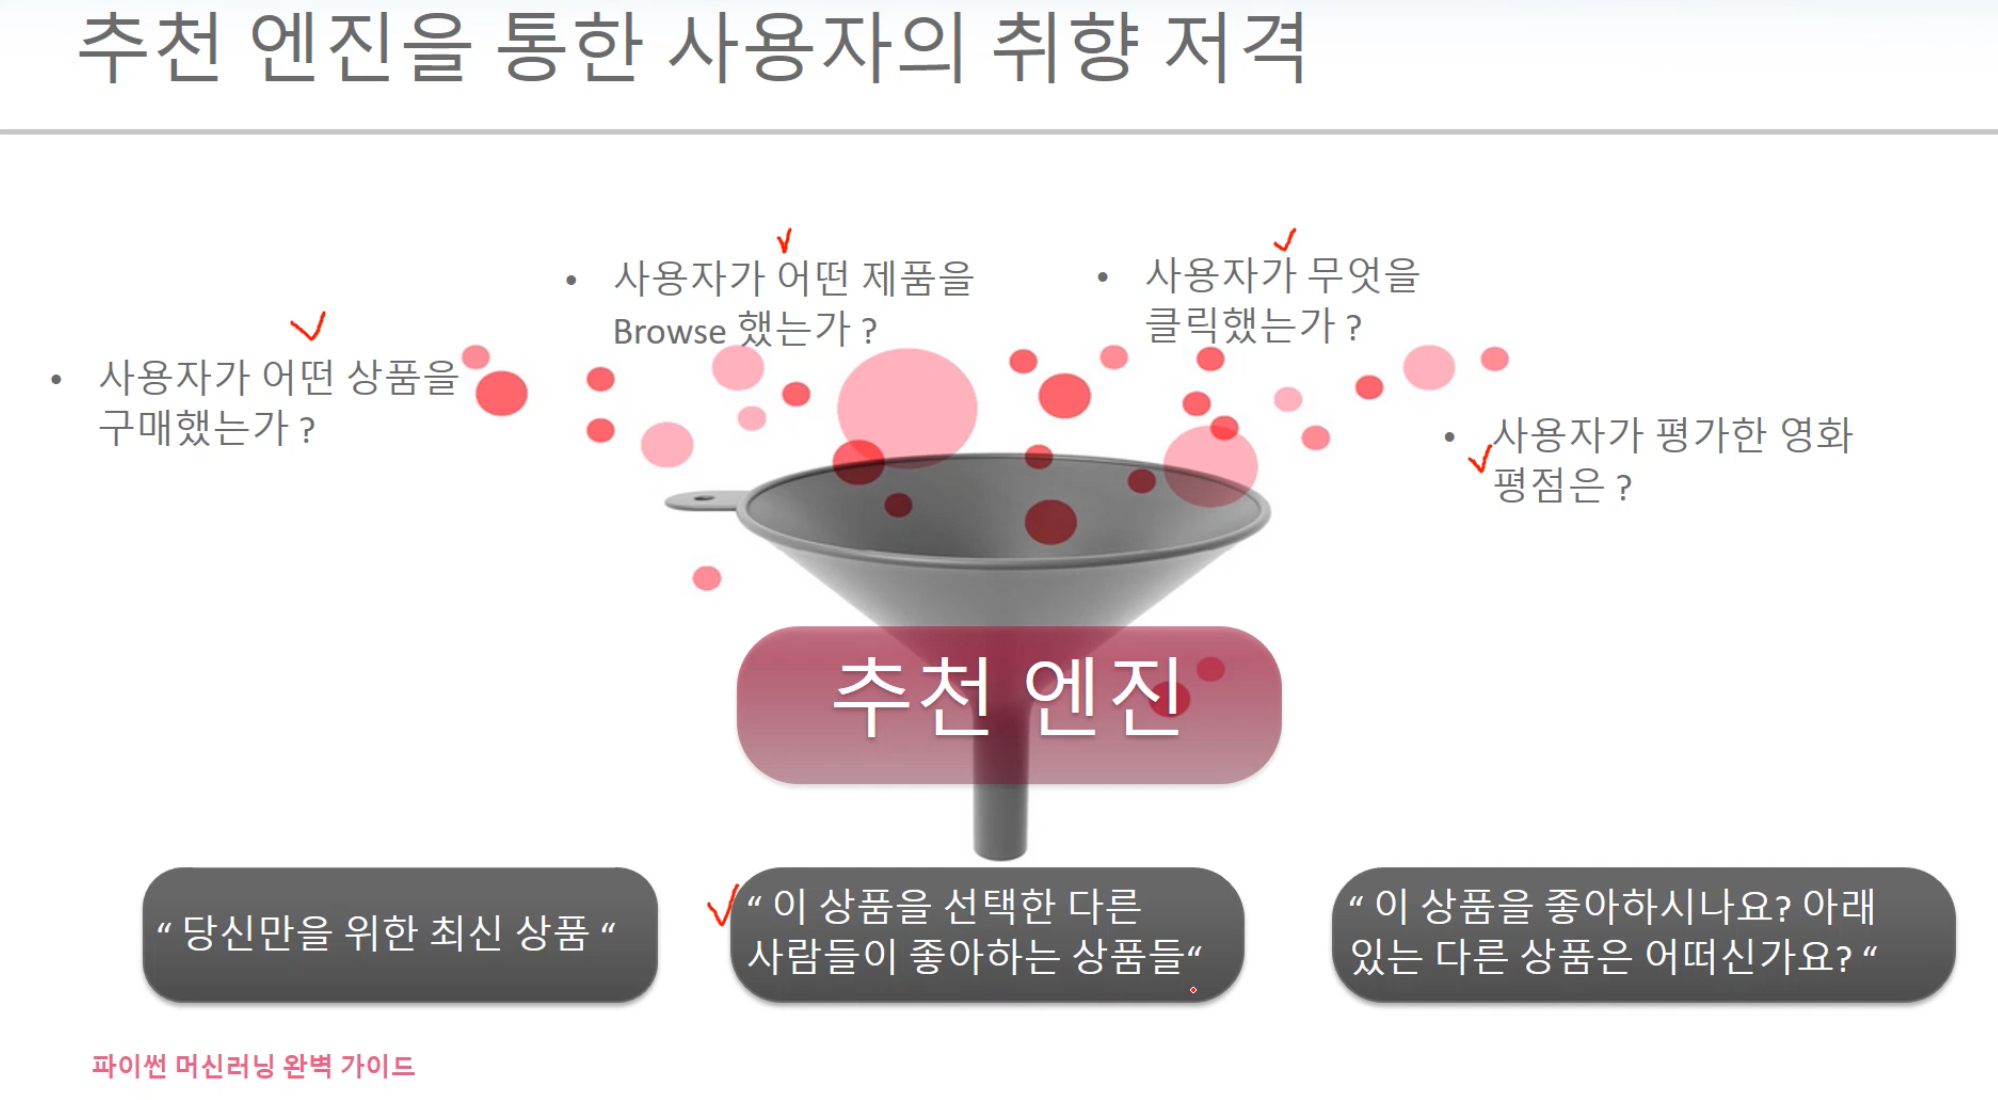 추천 엔진을 통한 사용자의 취향 저격
• 사용자가 어떤 상품을
구매했는가 ?
• 사용자가 어떤 제품을
Browse 했는가 ?
• 사용자가 무엇을
클릭했는가 ?
• 사용자가 평가한 영화
평점은 ?
추천 엔진
“ 당신만을 위한 최신 상품 “
“ 이 상품을 선택한 다른
사람들이 좋아하는 상품들“
“ 이 상품을 좋아하시나요? 아래
있는 다른 상품은 어떠신가요? “
파이썬 머신러닝 완벽 가이드